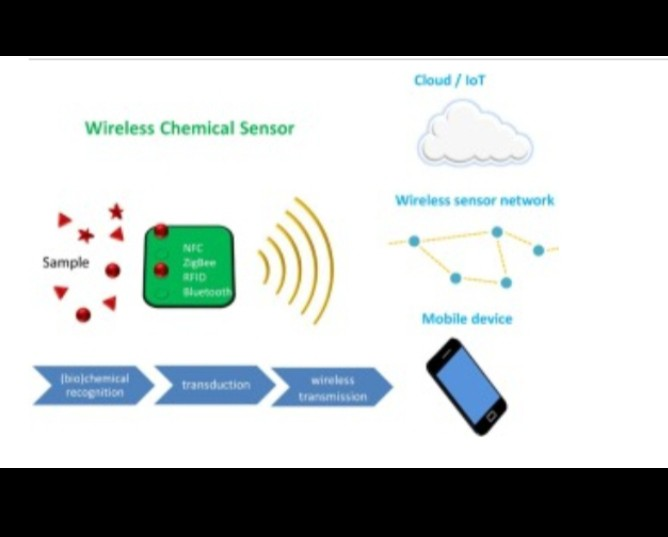 Cloud / IoT
Wireless Chemical Sensor
Wireless sensor network
NFC
ZigBee
RFID
Bluetooth
Sample
Mobile device
(bio)chemical
recognition
transduction
wireless
transmission